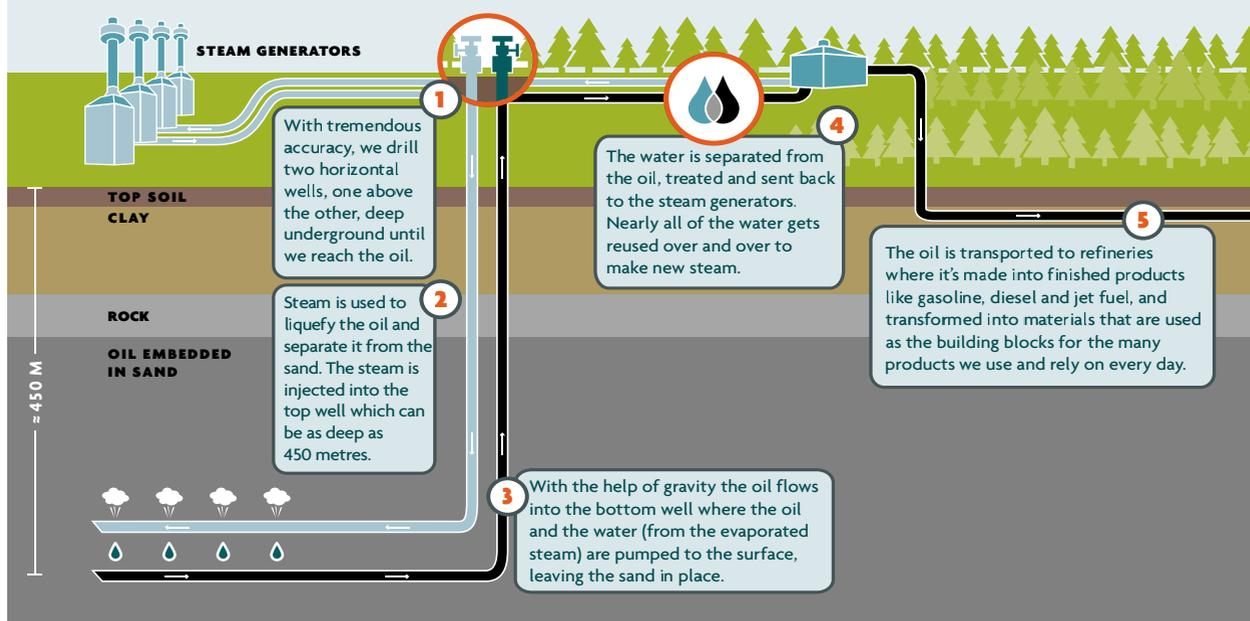 STEAM GENERATORS
1
With tremendous
accuracy, we drill
two horizontal
wells, one above
the other, deep
underground until
we reach the oil.
2
Steam is used to
liquefy the oil and
separate it from the
sand. The steam is
injected into the
top well which can
be as deep as
450 metres.
3
With the help of gravity the oil flows
into the bottom well where the oil
and the water (from the evaporated
steam) are pumped to the surface,
leaving the sand in place.
4
The water is separated from
the oil, treated and sent back
to the steam generators.
Nearly all of the water gets
reused over and over to
make new steam.
5
The oil is transported to refineries
where it's made into finished products
like gasoline, diesel and jet fuel, and
transformed into materials that are used
as the building blocks for the many
products we use and rely on every day.
TOP SOIL
CLAY
ROCK
OIL EMBEDDED
IN SAND
≈ 450 M